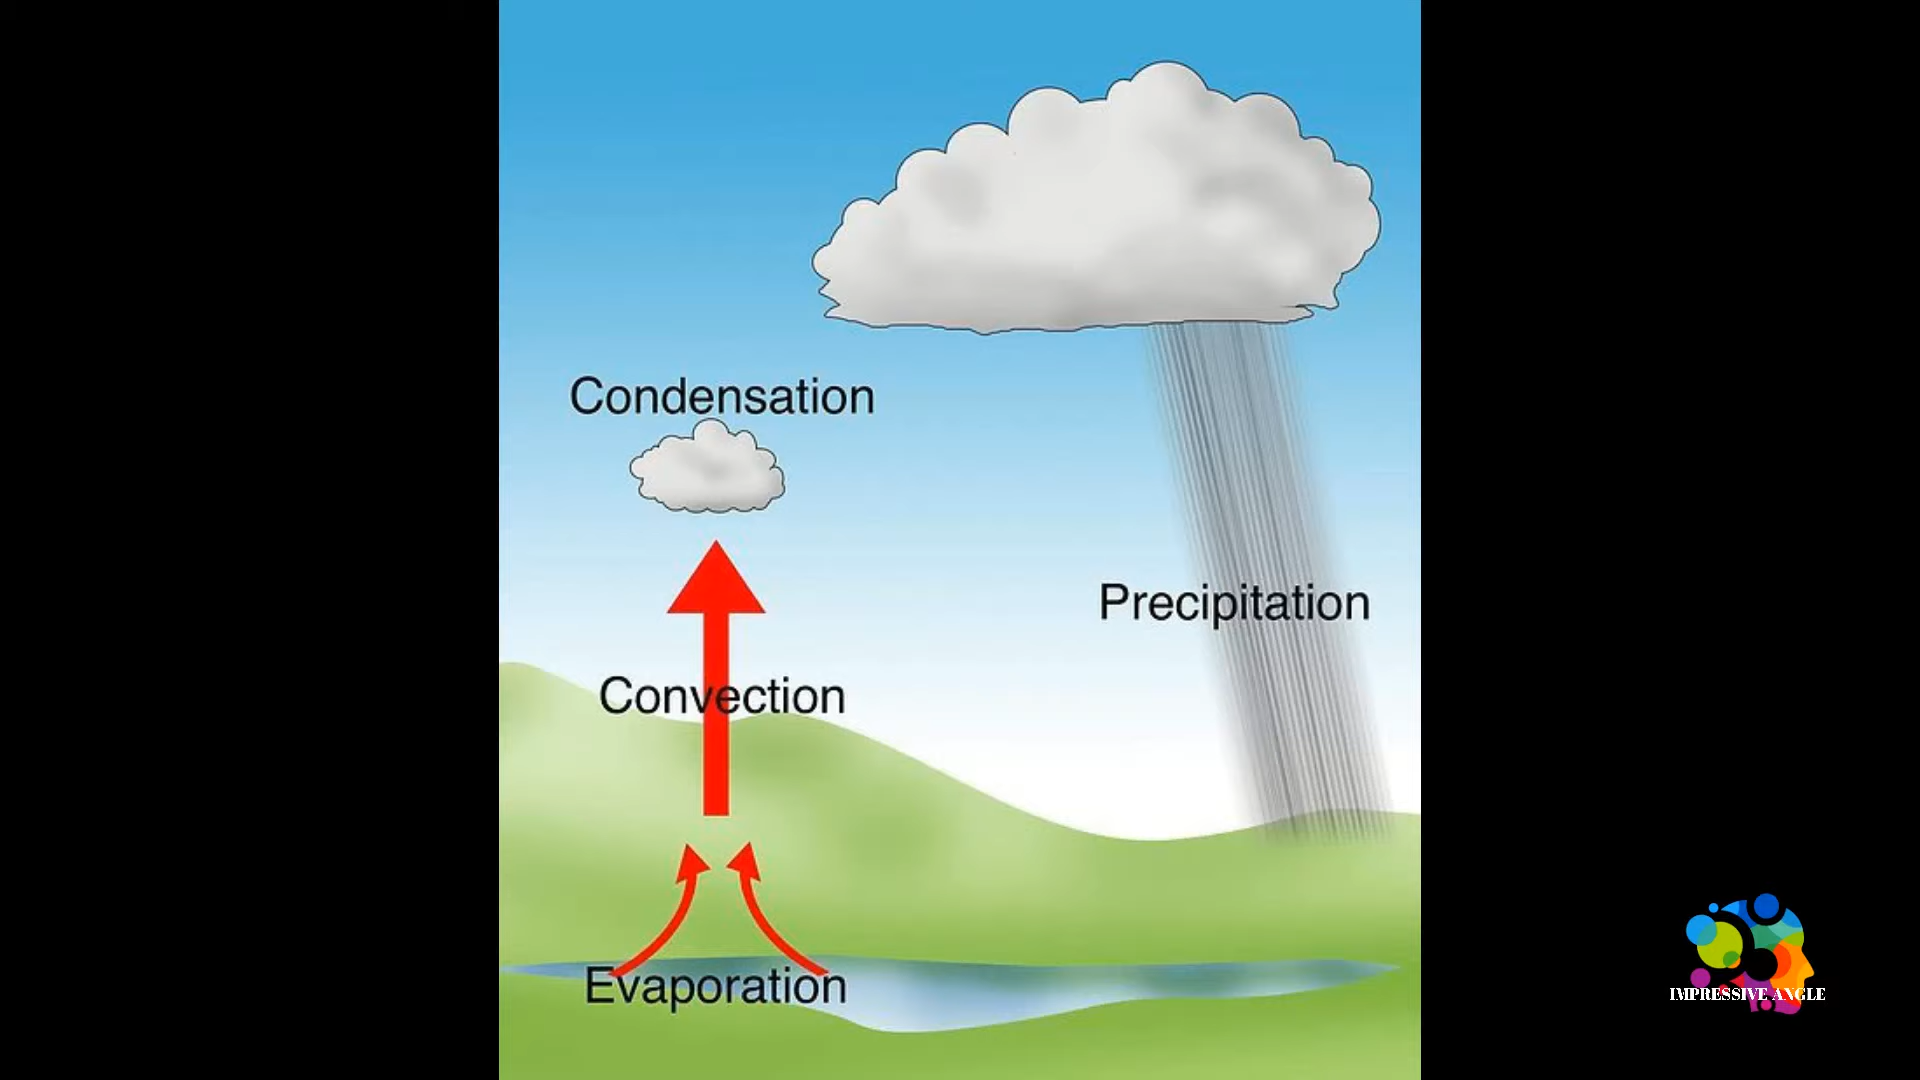 Condensation
Precipitation
Convection
Evaporation
IMPRESSIVE ANGLE